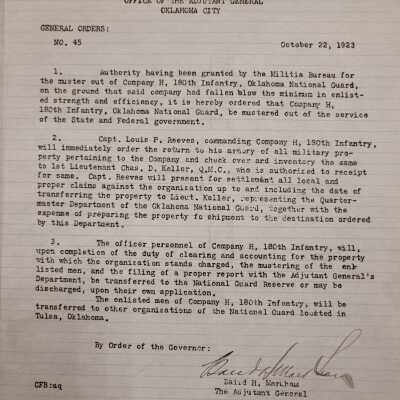 OFFICE OF THE ADJUTANT GENERAL
OKLAHOMA CITY
GENERAL ORDERS:
NO. 45 October 22, 1923
1. Authority having been granted by the Militia Bureau for
the muster out of Company H, 180th Infantry, Oklahoma National Guard,
on the ground that said company had fallen blow the minimum in enlist-
ed strength and efficiency, it is hereby ordered that Company H,
180th Infantry, Oklahoma National Guard, be mustered out of the service
of the State and Federal government.
2. Capt. Louis P. Reeves, commanding Company H, 180th Infantry,
will immediately order the return to his armory of all military pro-
perty pertaining to the Company and check over and inventory the same
to 1st Lieutenant Chas, D. Keller, Q.M.C., who is authorized to receipt
for same. Capt. Reeves will present for settlement all local and
proper claims against the organization up to and including the date of
transferring the property to Lieut. Keller, representing the Quarter-
master Department of the Oklahoma National Guard, together with the
expense of preparing the property fo shipment to the destination ordered
by this Department.
3. The officer personnel of Company H, 180th Infantry, will,
upon completion of the duty of clearing and accounting for the property
with which the organization stands charged, the mustering of the enl-
listed men, and the filing of a proper report with the Adjutant General's
Department, be transferred to the National Guard Reserve or may be
discharged, upon their own application.
The enlisted men of Company H, 180th Infantry, will be
transferred to other organizations of the National Guard located in
Tulsa, Oklahoma.
By Order of the Governor:
Baird H. Markham
The Adjutant General
CFB:aq